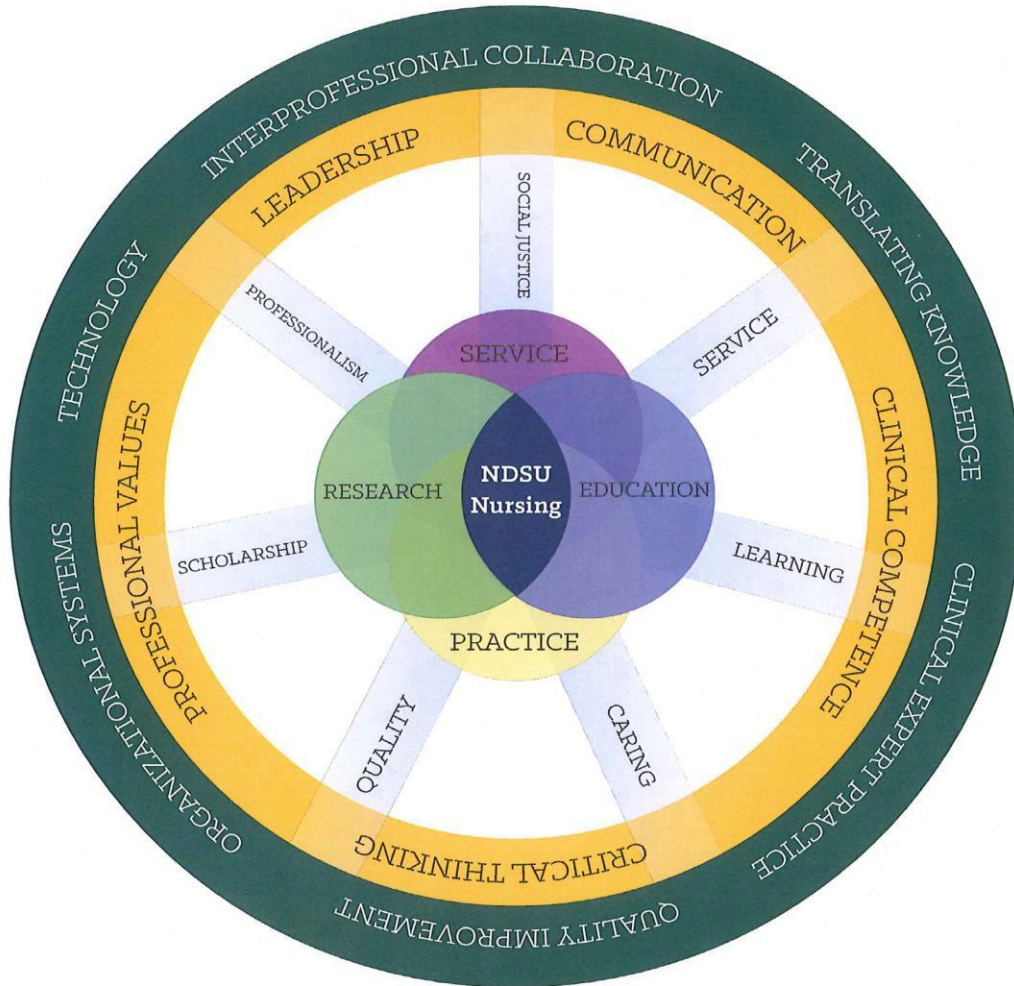 INTERPROFESSIONAL COLLABORATION
TRANSLATING KNOWLEDGE
CLINICAL EXPERT PRACTICE
QUALITY IMPROVEMENT
ORGANIZATIONAL SYSTEMS
TECHNOLOGY
LEADERSHIP
COMMUNICATION
CLINICAL COMPETENCE
CRITICAL THINKING
PROFESSIONAL VALUES
SOCIAL JUSTICE
SERVICE
LEARNING
CARING
QUALITY
SCHOLARSHIP
PROFESSIONALISM
SERVICE
RESEARCH
EDUCATION
PRACTICE
NDSU
Nursing